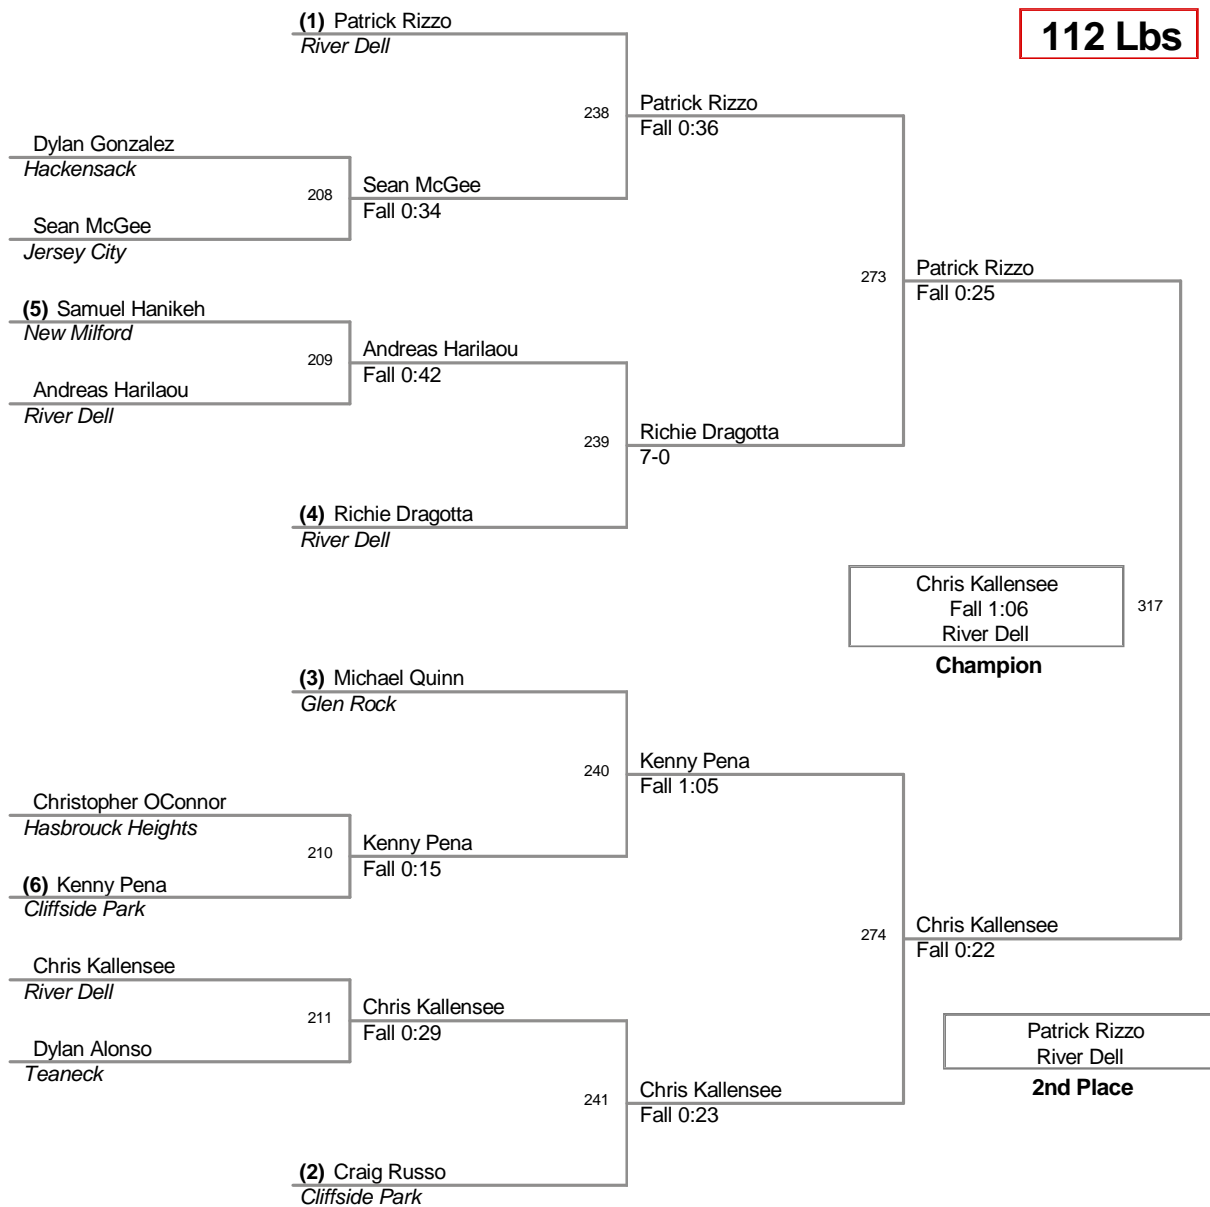 (1) Patrick Rizzo
River Dell
112 Lbs
238
Patrick Rizzo
Fall 0:36
Dylan Gonzalez
Hackensack
208
Sean McGee
Fall 0:34
Sean McGee
Jersey City
273
Patrick Rizzo
Fall 0:25
(5) Samuel Hanikeh
New Milford
209
Andreas Harilaou
Fall 0:42
Andreas Harilaou
River Dell
239
Richie Dragotta
7-0
(4) Richie Dragotta
River Dell
Chris Kallensee
Fall 1:06
River Dell
317
Champion
(3) Michael Quinn
Glen Rock
240
Kenny Pena
Fall 1:05
Christopher OConnor
Hasbrouck Heights
210
Kenny Pena
Fall 0:15
(6) Kenny Pena
Cliffside Park
274
Chris Kallensee
Fall 0:22
Chris Kallensee
River Dell
211
Chris Kallensee
Fall 0:29
Dylan Alonso
Teaneck
Patrick Rizzo
River Dell
2nd Place
241
Chris Kallensee
Fall 0:23
(2) Craig Russo
Cliffside Park